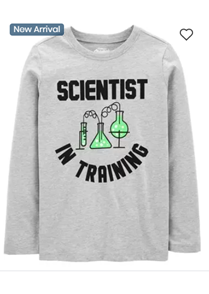 New Arrival
SCIENTIST
IN TRAINING